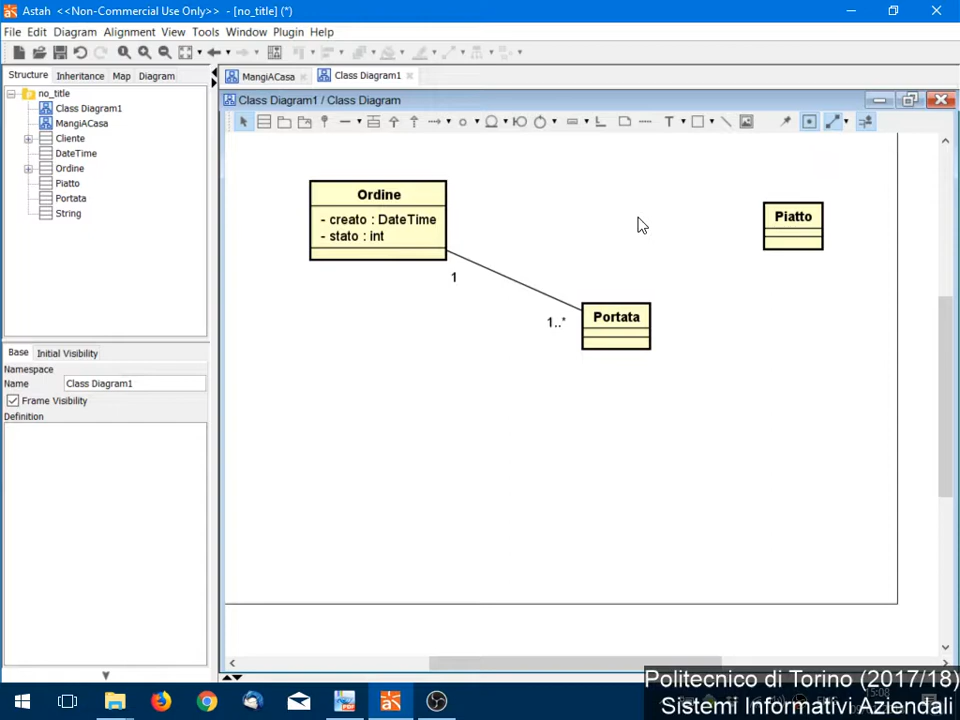 Astah <<Non-Commercial Use Only>> - [no_title] (*)
File Edit Diagram Alignment View Tools Window Plugin Help
Structure Inheritance Map Diagram
MangiACasa
Class Diagram1
no_title
Class Diagram1
MangiACasa
Cliente
DateTime
Ordine
Piatto
Portata
String
Class Diagram1 / Class Diagram
Ordine
- creato : DateTime
- stato : int
1
1..*
Portata
Piatto
Base Initial Visibility
Namespace
Name Class Diagram1
Frame Visibility
Definition
Politecnico di Torino (2017/18)
15:08
Sistemi Informativi Aziendali